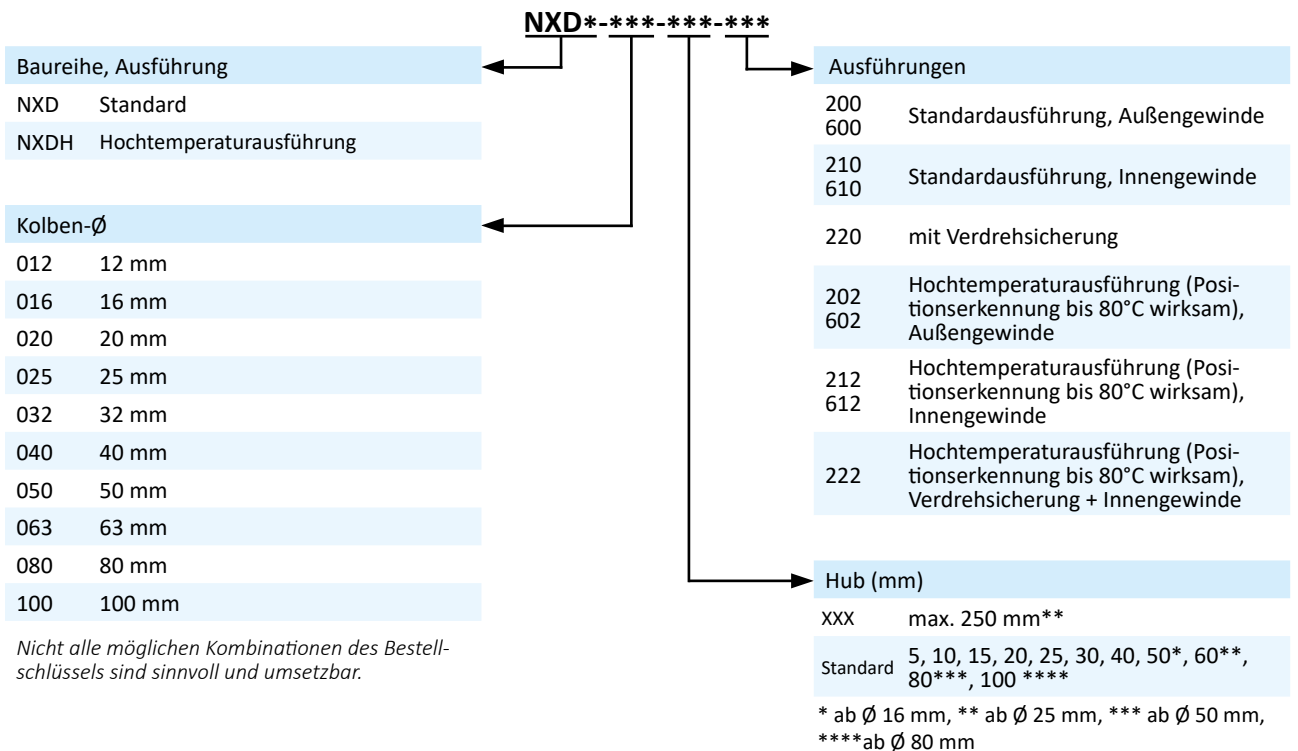 NXD*-***-***-***
Baureihe, Ausführung
NXD Standard
NXDH Hochtemperaturausführung
Kolben-Ø
012 12 mm
016 16 mm
020 20 mm
025 25 mm
032 32 mm
040 40 mm
050 50 mm
063 63 mm
080 80 mm
100 100 mm
Nicht alle möglichen Kombinationen des Bestell-
schlüssels sind sinnvoll und umsetzbar.
Ausführungen
200
600
Standardausführung, Außengewinde
210
610
Standardausführung, Innengewinde
220 mit Verdrehsicherung
202
602
Hochtemperaturausführung (Posi-
tionserkennung bis 80°C wirksam),
Außengewinde
212
612
Hochtemperaturausführung (Posi-
tionserkennung bis 80°C wirksam),
Innengewinde
222
Hochtemperaturausführung (Posi-
tionserkennung bis 80°C wirksam),
Verdrehsicherung + Innengewinde
Hub (mm)
XXX max. 250 mm**
Standard
5, 10, 15, 20, 25, 30, 40, 50*, 60**,
80***, 100 ****
* ab Ø 16 mm, ** ab Ø 25 mm, *** ab Ø 50 mm,
****ab Ø 80 mm